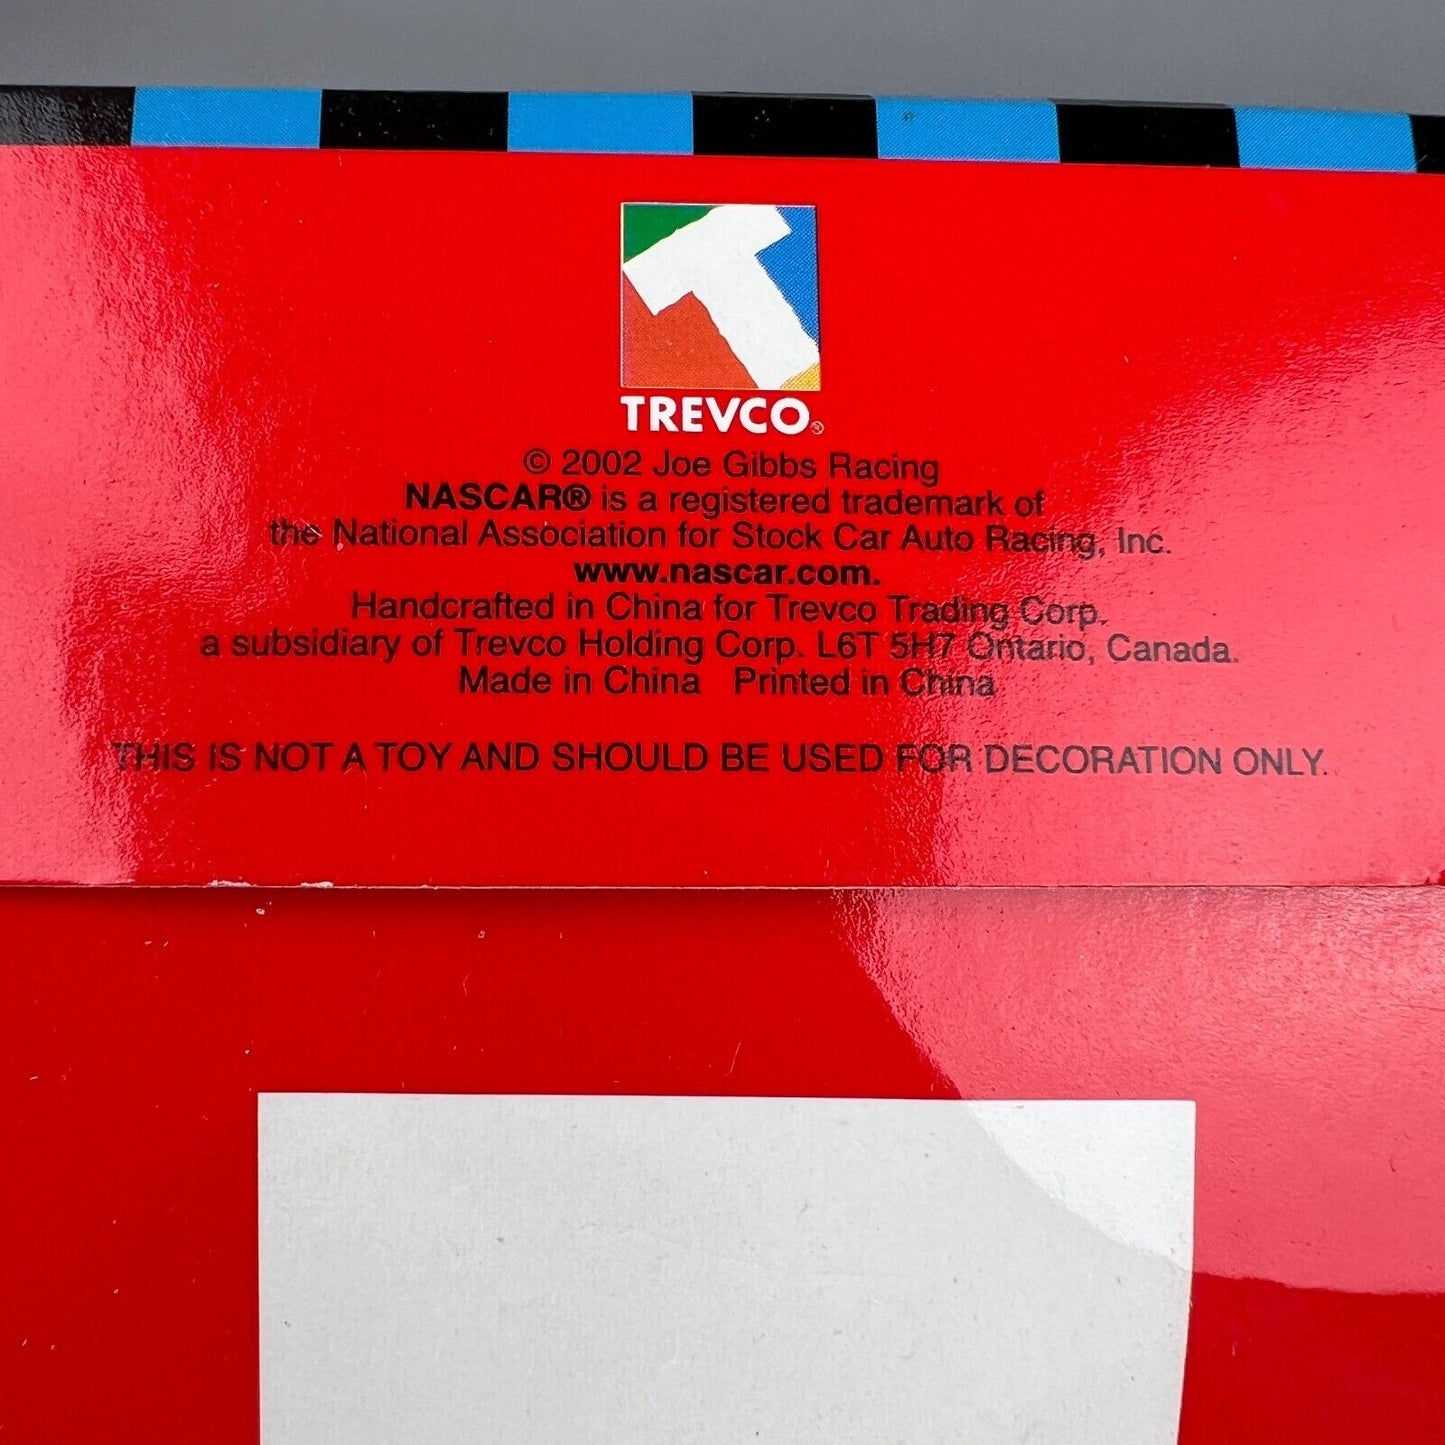 TREVCO®
© 2002 Joe Gibbs Racing
NASCAR® is a registered trademark of
the National Association for Stock Car Auto Racing, Inc.
www.nascar.com.
Handcrafted in China for Trevco Trading Corp.
a subsidiary of Trevco Holding Corp. L6T 5H7 Ontario, Canada.
Made in China Printed in China
THIS IS NOT A TOY AND SHOULD BE USED FOR DECORATION ONLY.